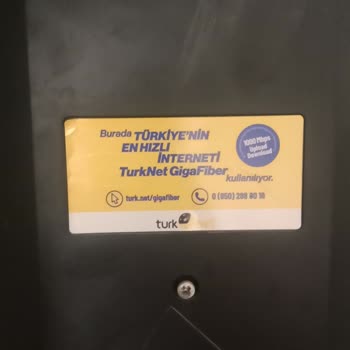 Burada TÜRKİYE'NİN
EN HIZLI
İNTERNETİ
TurkNet GigaFiber
kullanılıyor.
1000 Mbps
Upload
Download
turk.net/gigafiber
0 (850) 288 80 18
turk